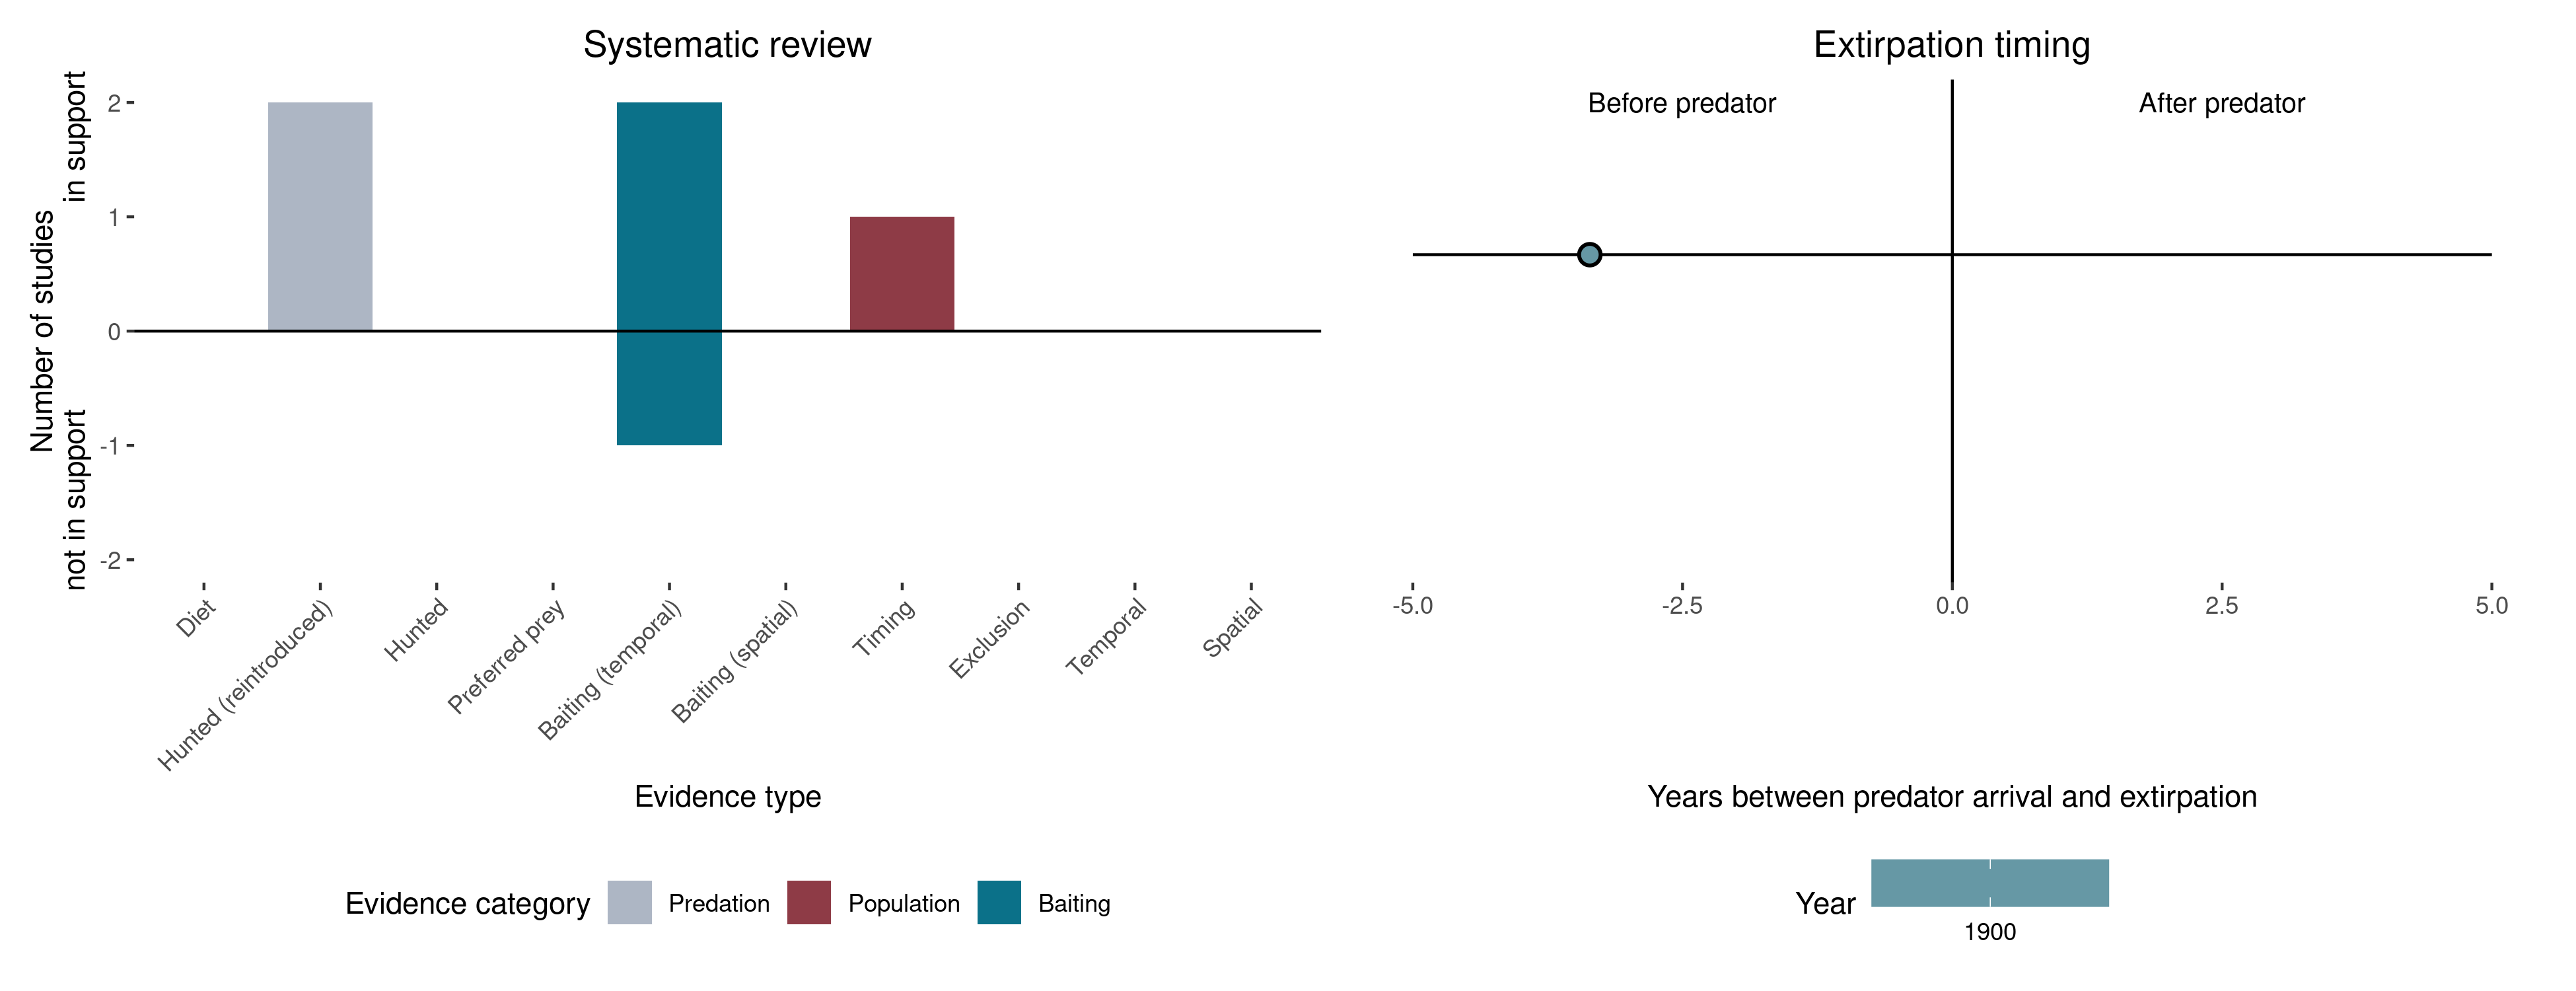 Systematic review
Number of studies
in support
not in support
2
1
0
-1
-2
Diet
Hunted (reintroduced)
Hunted
Preferred prey
Baiting (temporal)
Baiting (spatial)
Timing
Exclusion
Temporal
Spatial
Evidence type
Evidence category
Predation
Population
Baiting
Extirpation timing
Before predator
After predator
-5.0
-2.5
0.0
2.5
5.0
Years between predator arrival and extirpation
Year
1900